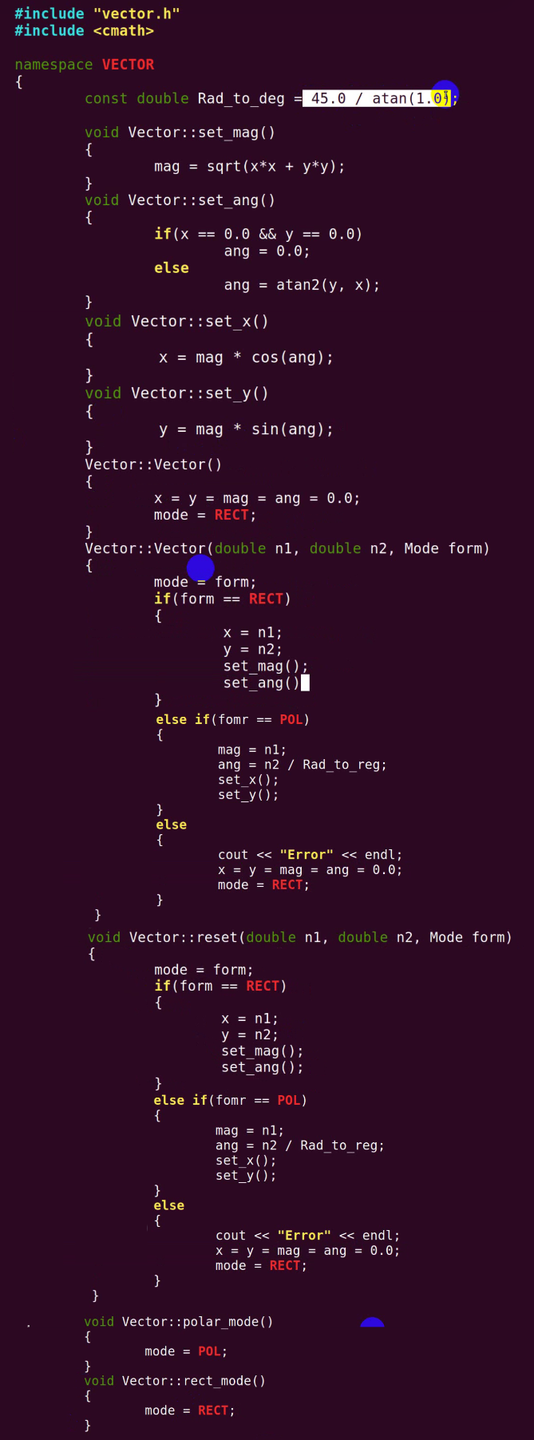 #include "vector.h"
#include <cmath>
namespace VECTOR
{
const double Rad_to_deg = 45.0 / atan(1.0);
void Vector::set_mag()
{
mag = sqrt(x*x + y*y);
}
void Vector::set_ang()
{
if(x == 0.0 && y == 0.0)
ang = 0.0;
else
ang = atan2(y, x);
}
void Vector::set_x()
{
x = mag * cos(ang);
}
void Vector::set_y()
{
y = mag * sin(ang);
}
Vector::Vector()
{
x = y = mag = ang = 0.0;
mode = RECT;
}
Vector::Vector(double n1, double n2, Mode form)
{
mode = form;
if(form == RECT)
{
x = n1;
y = n2;
set_mag();
set_ang()
}
else if(fomr == POL)
{
mag = n1;
ang = n2 / Rad_to_reg;
set_x();
set_y();
}
else
{
cout << "Error" << endl;
x = y = mag = ang = 0.0;
mode = RECT;
}
}
void Vector::reset(double n1, double n2, Mode form)
{
mode = form;
if(form == RECT)
{
x = n1;
y = n2;
set_mag();
set_ang();
}
else if(fomr == POL)
{
mag = n1;
ang = n2 / Rad_to_reg;
set_x();
set_y();
}
else
{
cout << "Error" << endl;
x = y = mag = ang = 0.0;
mode = RECT;
}
}
void Vector::polar_mode()
{
mode = POL;
}
void Vector::rect_mode()
{
mode = RECT;
}